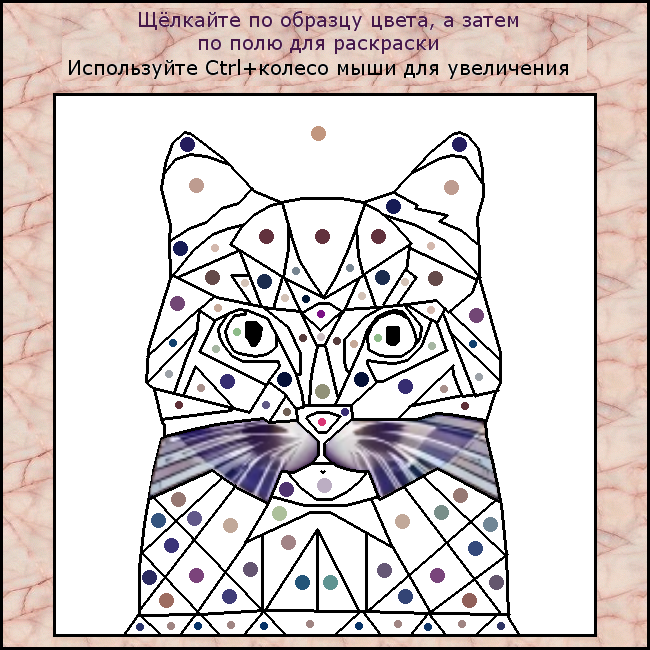 Щёлкайте по образцу цвета, а затем
по полю для раскраски
Используйте Ctrl+колесо мыши для увеличения